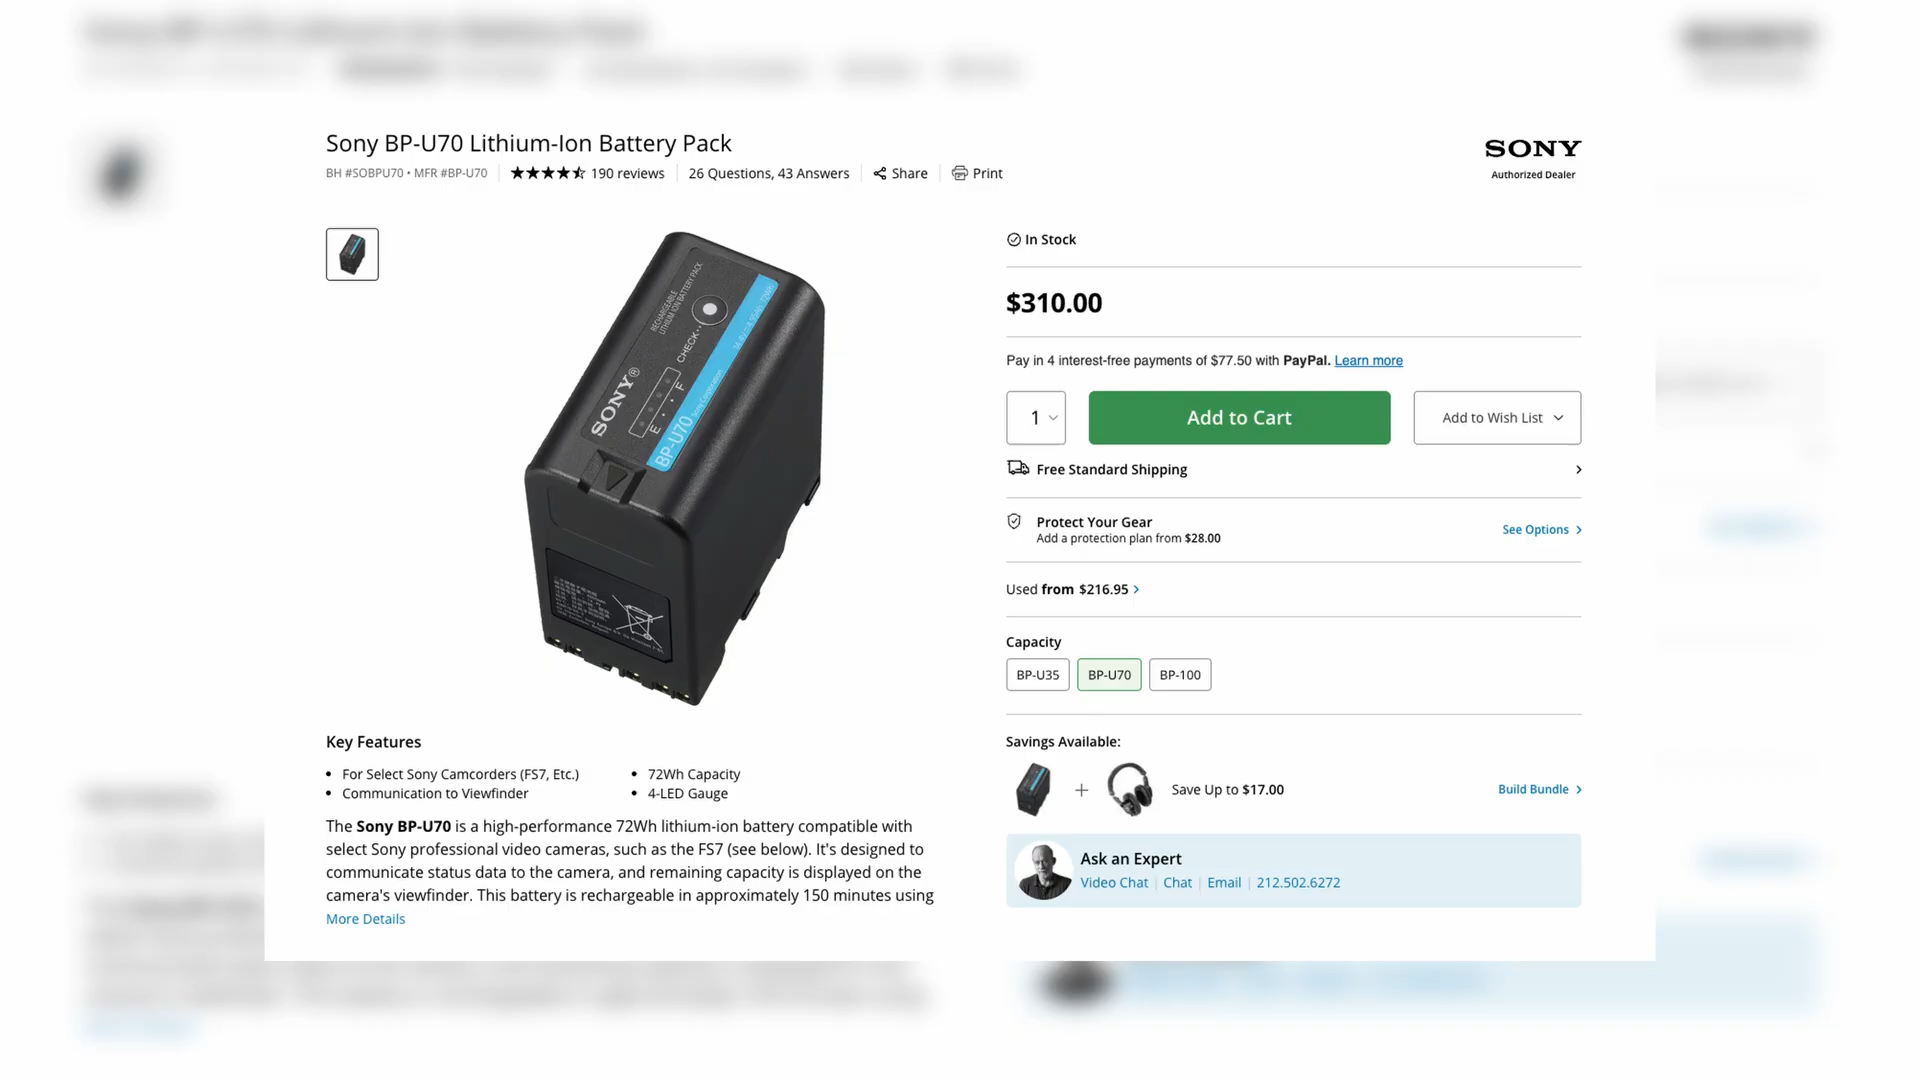 Sony BP-U70 Lithium-Ion Battery Pack
BH #SOBPU70 • MFR #BP-U70
190 reviews
26 Questions, 43 Answers
Share
Print
SONY
Authorized Dealer
RECHARGEABLE
LITHIUM ION BATTERY PACK
CHECK
SONY®
E F
BP-U70
Sony Corporation
In Stock
$310.00
Pay in 4 interest-free payments of $77.50 with PayPal. Learn more
1
Add to Cart
Add to Wish List
Free Standard Shipping
Protect Your Gear
Add a protection plan from $28.00
See Options
Used from $216.95
Capacity
BP-U35
BP-U70
BP-100
Savings Available:
+
Save Up to $17.00
Build Bundle
Ask an Expert
Video Chat | Chat | Email | 212.502.6272
Key Features
• For Select Sony Camcorders (FS7, Etc.)
• Communication to Viewfinder
• 72Wh Capacity
• 4-LED Gauge
The Sony BP-U70 is a high-performance 72Wh lithium-ion battery compatible with
select Sony professional video cameras, such as the FS7 (see below). It's designed to
communicate status data to the camera, and remaining capacity is displayed on the
camera's viewfinder. This battery is rechargeable in approximately 150 minutes using
More Details